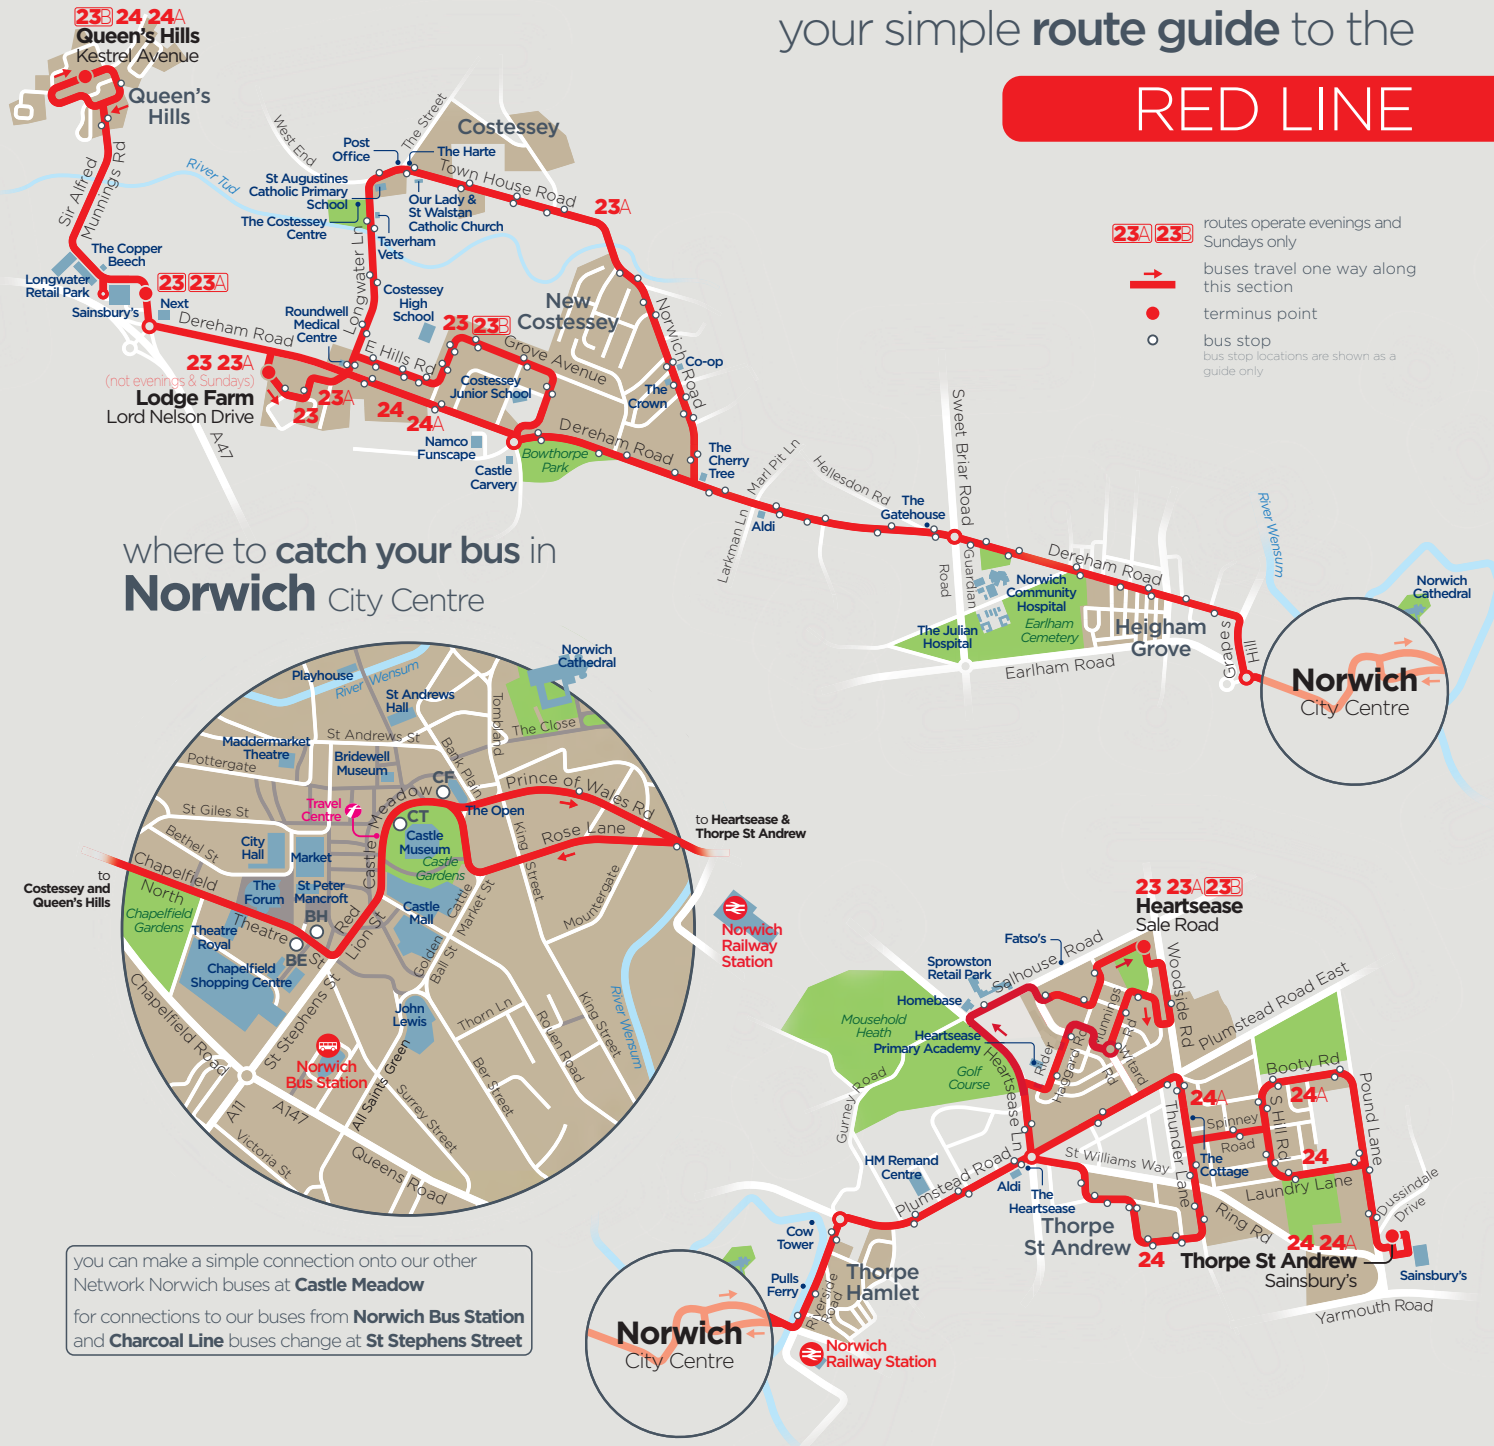 your simple route guide to the
RED LINE
23A 23B routes operate evenings and
Sundays only
buses travel one way along
this section
terminus point
bus stop
bus stop locations are shown as a
guide only
23B 24 24A
Queen's Hills
Kestrel Avenue
Queen's
Hills
Sir Alfred
Munnings Rd
River Tud
West End
The Street
Costessey
Post
Office
The Harte
Town House Road
St Augustines
Catholic Primary
School
The Costessey
Centre
Our Lady &
St Walstan
Catholic Church
Taverham
Vets
23A
The Copper
Beech
Longwater
Retail Park
Sainsbury's
23 23A
Next
Dereham Road
Longwater Ln
Roundwell
Medical
Centre
Costessey
High
School
New
Costessey
23 23B
E Hills Rd
Grove Avenue
Norwich Road
Co-op
The
Crown
Costessey
Junior School
23 23A
(not evenings & Sundays)
Lodge Farm
Lord Nelson Drive
23A
23
24
24A
A47
Namco
Funscape
Castle
Carvery
Bowthorpe
Park
Dereham Road
The
Cherry
Tree
Marl Pit Ln
Larkman Ln
Aldi
Hellesdon Rd
The
Gatehouse
Sweet Briar Road
Guardian
Road
Dereham Road
Norwich
Community
Hospital
The Julian
Hospital
Earlham
Cemetery
Earlham Road
Heigham
Grove
Grapes
Hill
River Wensum
Norwich
Cathedral
Norwich
City Centre
where to catch your bus in
Norwich City Centre
Norwich
Cathedral
Playhouse
River Wensum
St Andrews
Hall
Tombland
The Close
Maddermarket
Theatre
St Andrews St
Bridewell
Museum
Bank Plain
Pottergate
CF
Prince of Wales Rd
St Giles St
Travel
Centre
Castle Meadow
CT
The Open
Bethel St
City
Hall
Market
Castle
Museum
Castle
Gardens
King Street
Rose Lane
to Heartsease &
Thorpe St Andrew
to
Costessey and
Queen's Hills
Chapelfield
North
Chapelfield
Gardens
The
Forum
St Peter
Mancroft
BH
Theatre St
BE
Red
Lion St
Castle
Mall
Cattle
Market St
Mountergate
Theatre
Royal
Chapelfield
Shopping Centre
Golden
Ball St
Norwich
Railway
Station
Chapelfield Road
St Stephens St
John
Lewis
Thorn Ln
Rouen Road
King Street
River Wensum
Norwich
Bus Station
All Saints Green
Surrey Street
Ber Street
A11
A147
Victoria St
Queens Road
you can make a simple connection onto our other
Network Norwich buses at Castle Meadow
for connections to our buses from Norwich Bus Station
and Charcoal Line buses change at St Stephens Street
23 23A 23B
Heartsease
Sale Road
Fatso's
Salhouse Road
Sprowston
Retail Park
Homebase
Woodside Rd
Plumstead Road East
Mousehold
Heath
Heartsease
Primary Academy
Golf
Course
Heartsease Ln
Rider
Haggard Rd
Munnings
Rd
Witard
Rd
Gurney Road
Booty Rd
24A
24A
Spinney
Road
S Hill Rd
Pound Lane
Thunder Lane
The
Cottage
24
Laundry Lane
St Williams Way
HM Remand
Centre
Plumstead Road
Aldi
The
Heartsease
Thorpe
St Andrew
24
Ring Rd
Dussindale
Drive
24 24A
Thorpe St Andrew
Sainsbury's
Sainsbury's
Yarmouth Road
Cow
Tower
Pulls
Ferry
Thorpe
Hamlet
Riverside
Road
Norwich
Railway Station
Norwich
City Centre